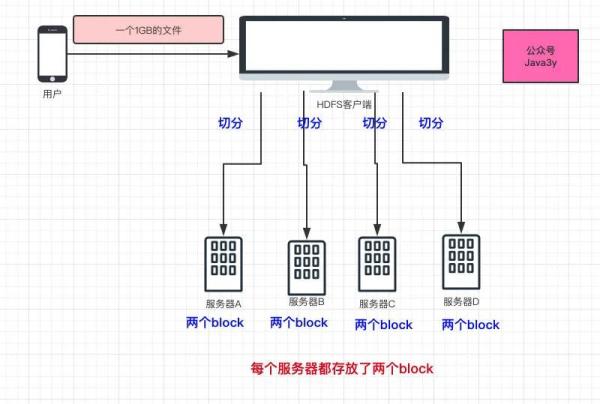 一个1GB的文件
公众号
Java3y
用户
HDFS客户端
切分
切分
切分
切分
服务器A
服务器B
服务器C
服务器D
两个block
两个block
两个block
两个block
每个服务器都存放了两个block